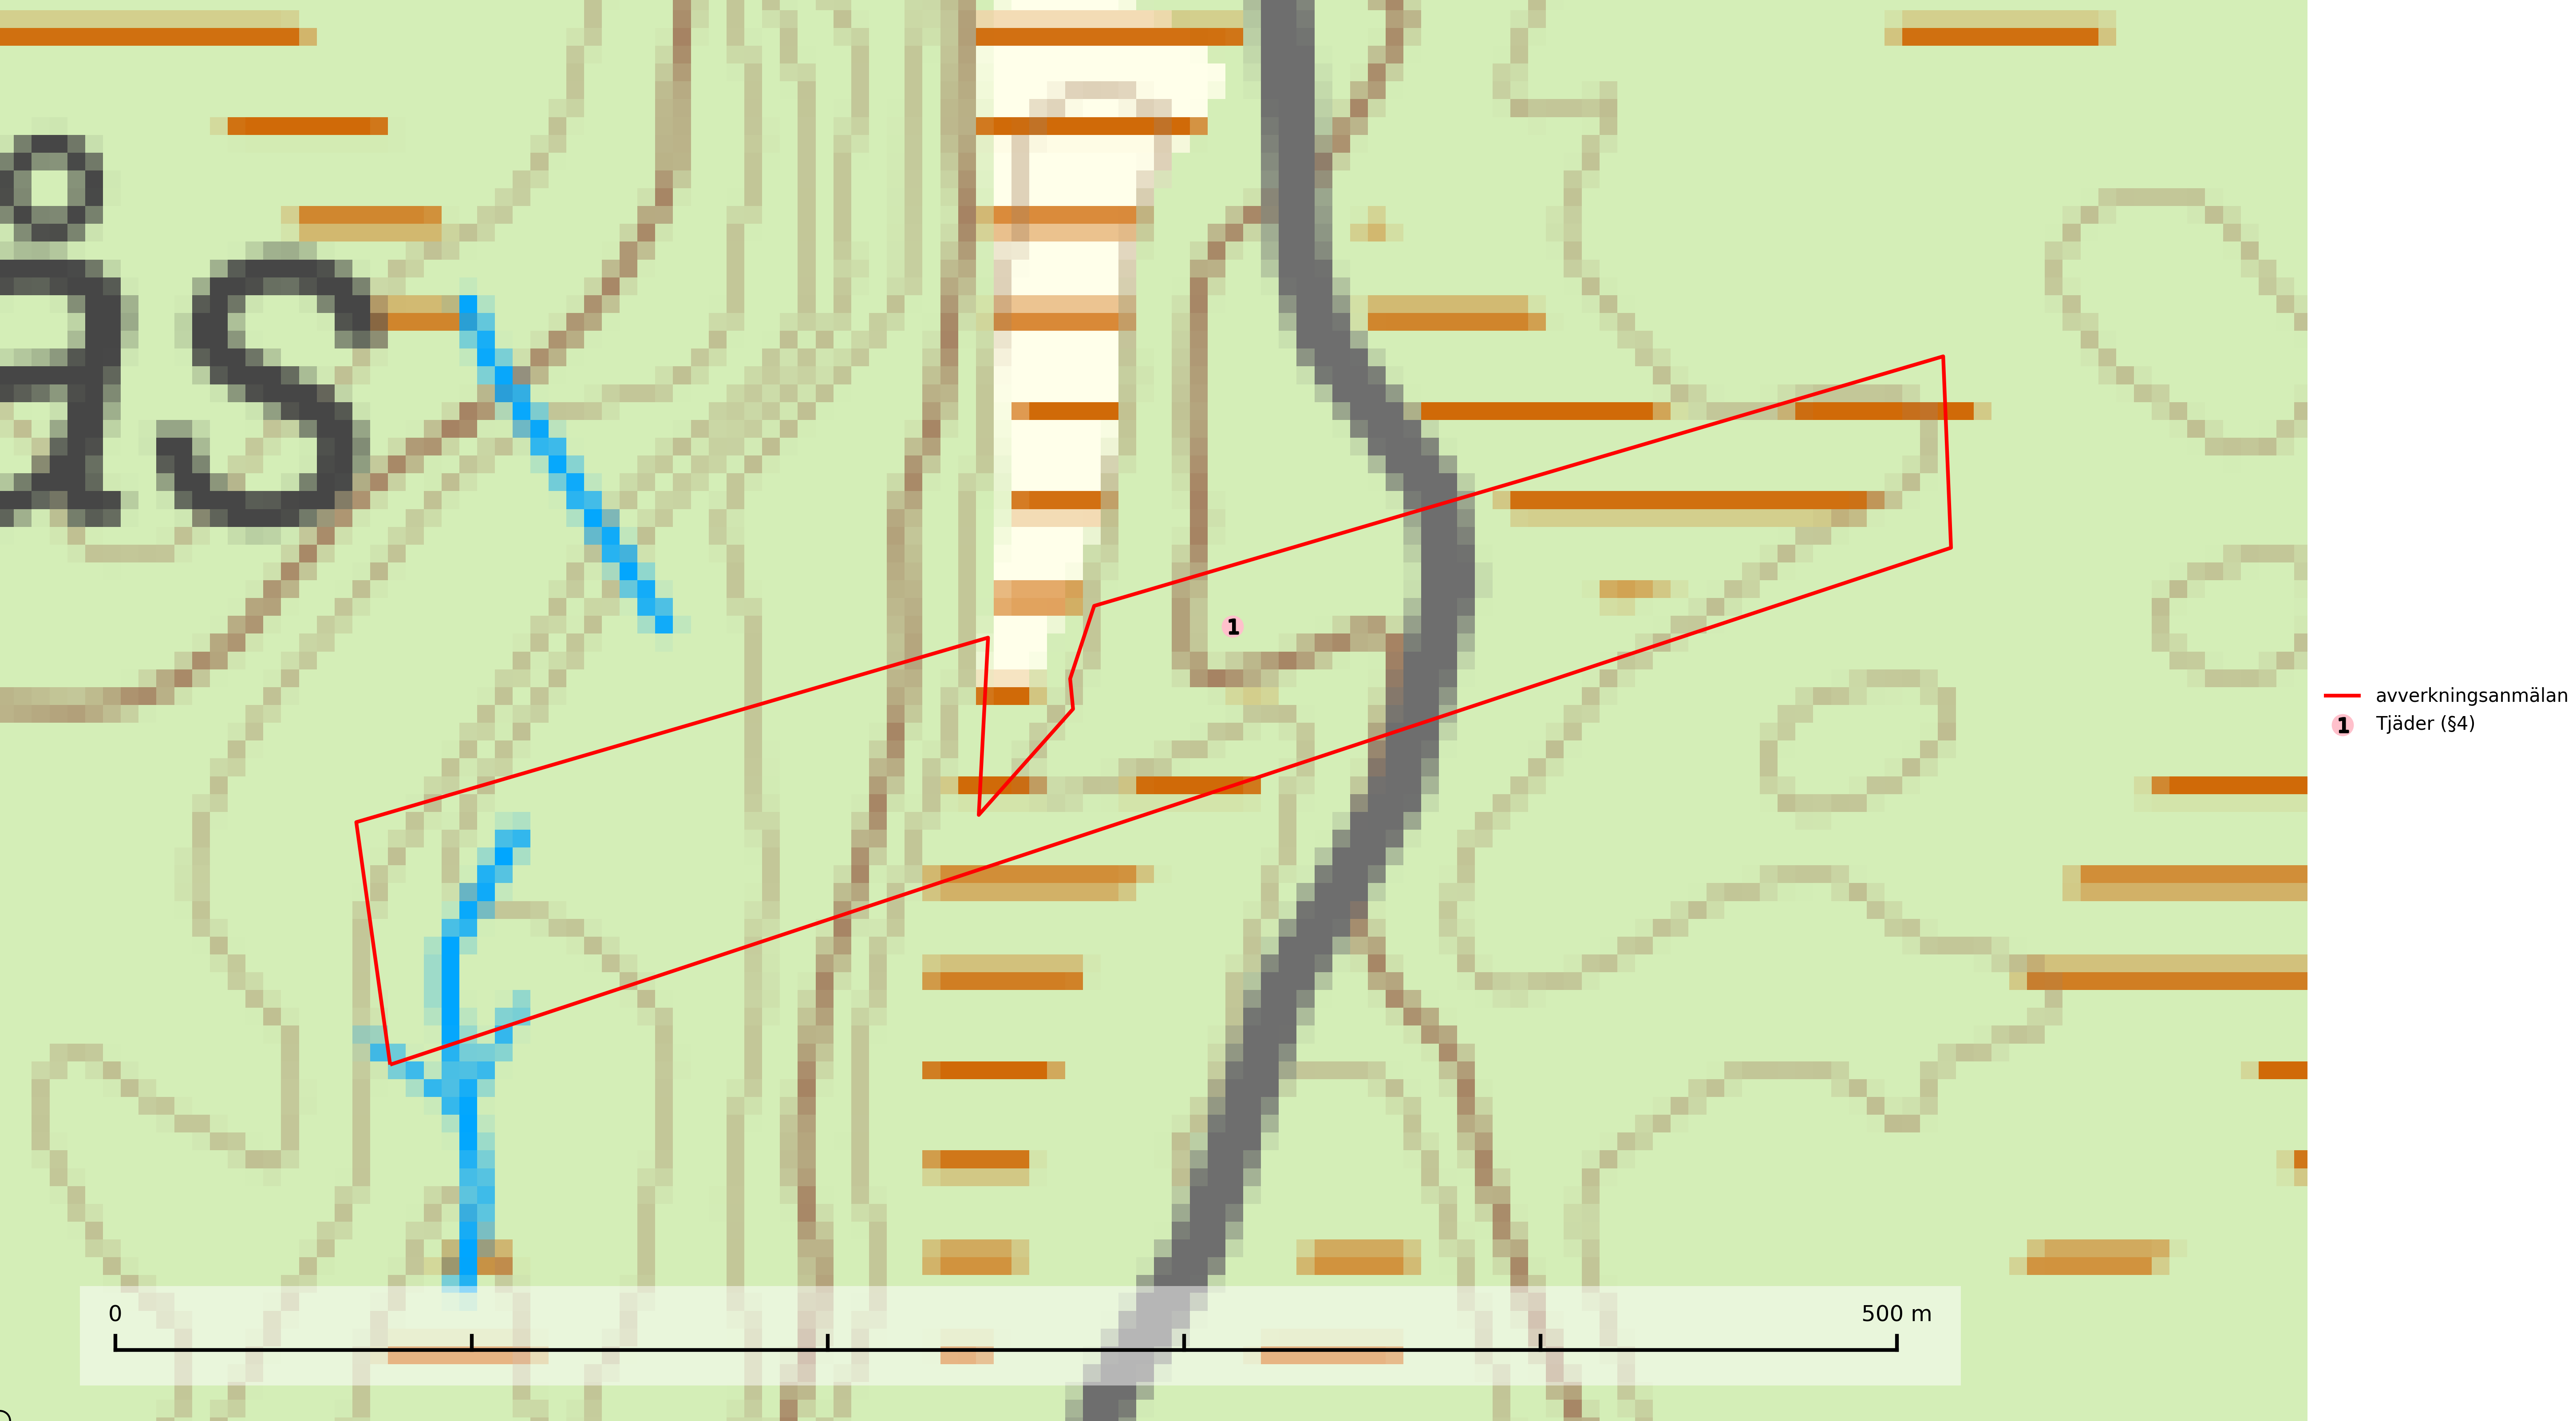 ås
1
avverkningsanmälan
1 Tjäder (§4)
0 500 m